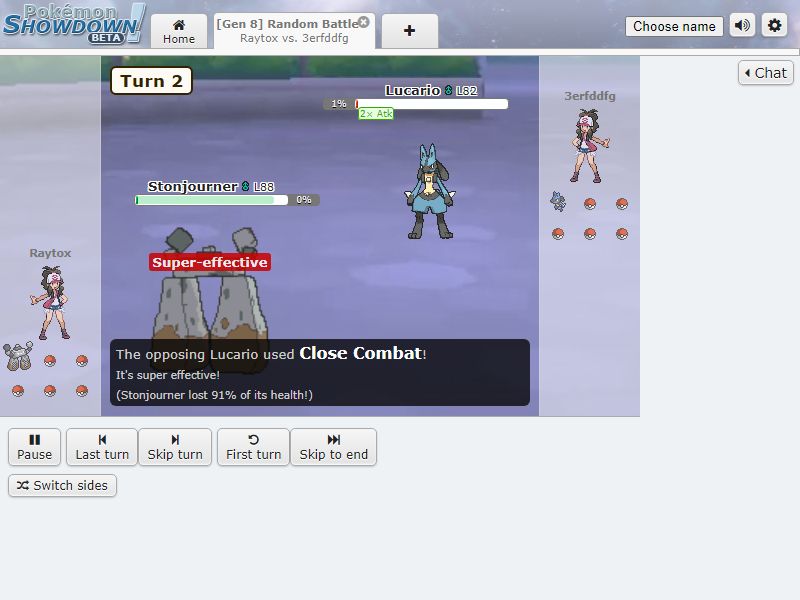 Pokémon
SHOWDOWN!
BETA
Home
[Gen 8] Random Battle
Raytox vs. 3erfddfg
+
Choose name
Chat
Turn 2
Lucario L82
1%
2× Atk
3erfddfg
Stonjourner L88
0%
Raytox
Super-effective
The opposing Lucario used Close Combat!
It's super effective!
(Stonjourner lost 91% of its health!)
Pause
Last turn
Skip turn
First turn
Skip to end
Switch sides